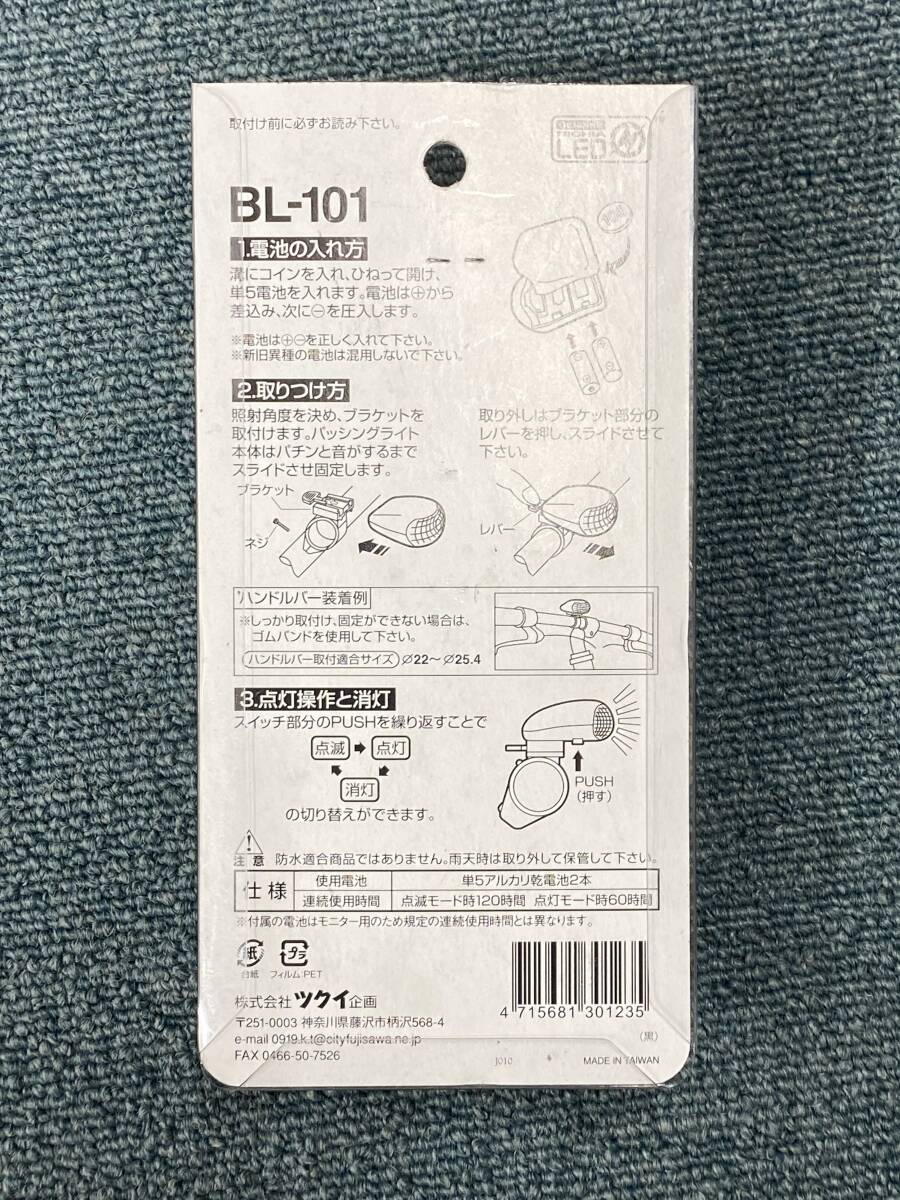 取付け前に必ずお読み下さい。
LED
BL-101
1.電池の入れ方
溝にコインを入れ、ひねって開け、
単5電池を入れます。電池は⊕から
差込み、次に⊖を圧入します。
※電池は⊕⊖を正しく入れて下さい。
※新旧異種の電池は混用しないで下さい。
2.取りつけ方
照射角度を決め、ブラケットを
取付けます。パッシングライト
本体はパチンと音がするまで
スライドさせ固定します。
取り外しはブラケット部分の
レバーを押し、スライドさせて
下さい。
ブラケット
ネジ
レバー
ハンドルバー装着例
※しっかり取付け、固定ができない場合は、
ゴムバンドを使用して下さい。
ハンドルバー取付適合サイズ ∅22〜∅25.4
3.点灯操作と消灯
スイッチ部分のPUSHを繰り返すことで
点滅 点灯
消灯
の切り替えができます。
PUSH
(押す)
注意 防水適合商品ではありません。雨天時は取り外して保管して下さい。
仕様
使用電池 単5アルカリ乾電池2本
連続使用時間 点滅モード時120時間 点灯モード時60時間
※付属の電池はモニター用のため規定の連続使用時間とは異なります。
紙 プラ
台紙 フィルム:PET
株式会社ツクイ企画
〒251-0003 神奈川県藤沢市柄沢568-4
e-mail 0919.k.t@cityfujisawa.ne.jp
FAX 0466-50-7526
4 715681 301235
(黒)
J010
MADE IN TAIWAN